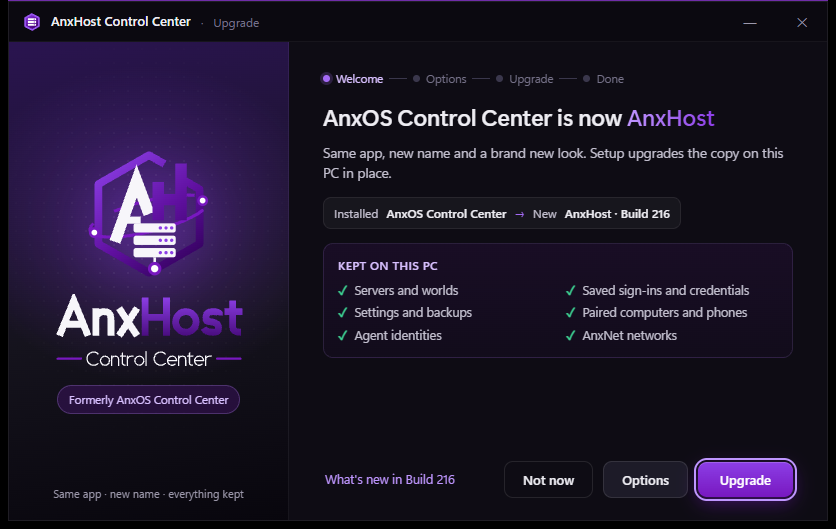 AnxHost Control Center · Upgrade
AH
AnxHost
Control Center
Formerly AnxOS Control Center
Same app · new name · everything kept
Welcome Options Upgrade Done
AnxOS Control Center is now AnxHost
Same app, new name and a brand new look. Setup upgrades the copy on this
PC in place.
Installed AnxOS Control Center → New AnxHost · Build 216
KEPT ON THIS PC
✓ Servers and worlds
✓ Saved sign-ins and credentials
✓ Settings and backups
✓ Paired computers and phones
✓ Agent identities
✓ AnxNet networks
What's new in Build 216
Not now
Options
Upgrade